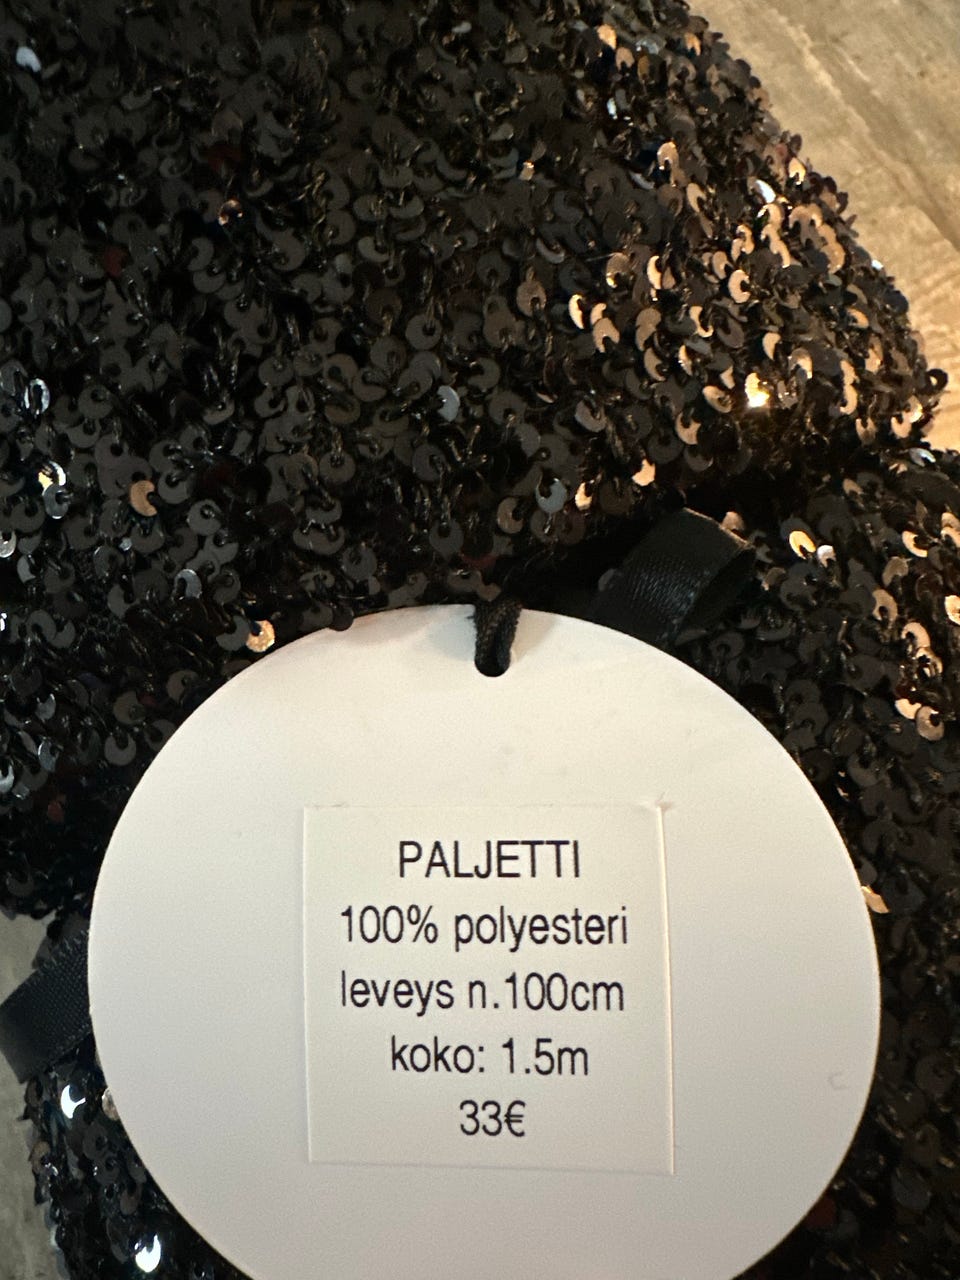 PALJETTI
100% polyesteri
leveys n.100cm
koko: 1.5m
33€